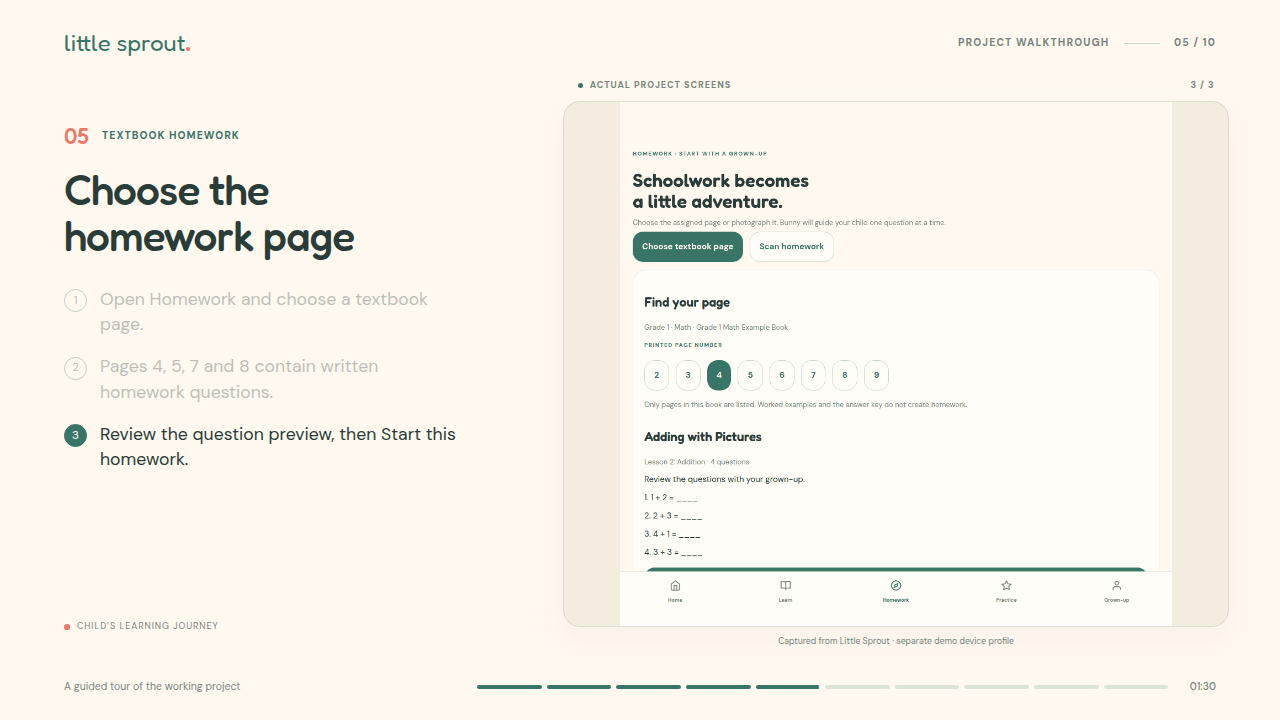 little sprout.
PROJECT WALKTHROUGH
05 / 10
ACTUAL PROJECT SCREENS
3 / 3
05 TEXTBOOK HOMEWORK
Choose the
homework page
1 Open Homework and choose a textbook
page.
2 Pages 4, 5, 7 and 8 contain written
homework questions.
3 Review the question preview, then Start this
homework.
CHILD'S LEARNING JOURNEY
HOMEWORK · START WITH A GROWN-UP
Schoolwork becomes
a little adventure.
Choose the assigned page or photograph it. Bunny will guide your child one question at a time.
Choose textbook page
Scan homework
Find your page
Grade 1 · Math · Grade 1 Math Example Book
PRINTED PAGE NUMBER
2 3 4 5 6 7 8 9
Only pages in this book are listed. Worked examples and the answer key do not create homework.
Adding with Pictures
Lesson 2: Addition · 4 questions
Review the questions with your grown-up.
1. 1 + 2 = ____
2. 2 + 3 = ____
3. 4 + 1 = ____
4. 3 + 3 = ____
Home Learn Homework Practice Grown-up
Captured from Little Sprout · separate demo device profile
A guided tour of the working project
01:30